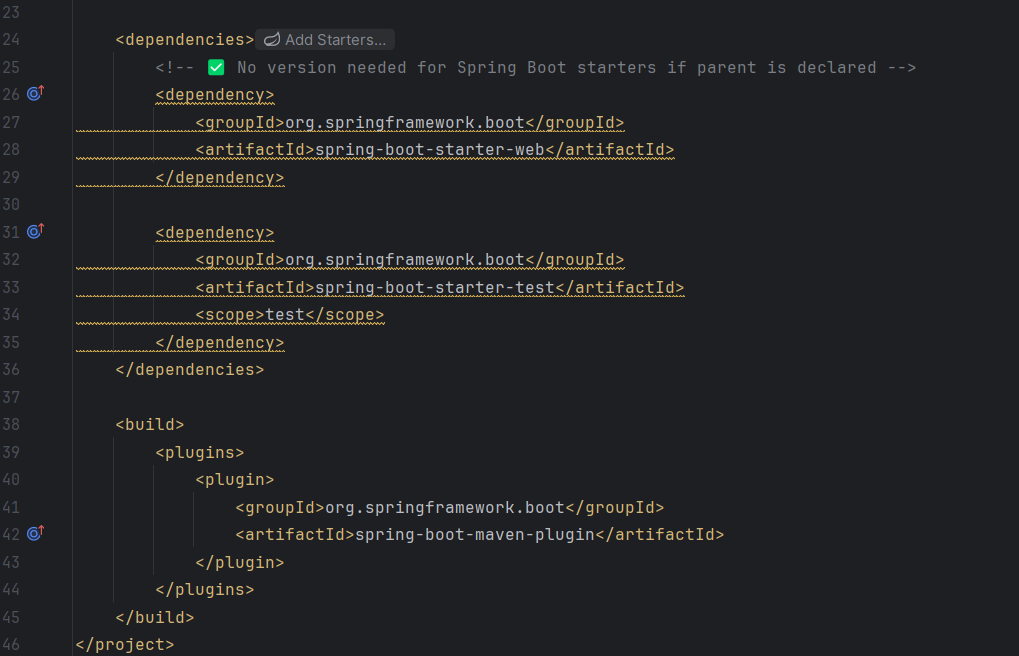 23
24 <dependencies> Add Starters...
25 <!-- ✅ No version needed for Spring Boot starters if parent is declared -->
26 <dependency>
27 <groupId>org.springframework.boot</groupId>
28 <artifactId>spring-boot-starter-web</artifactId>
29 </dependency>
30
31 <dependency>
32 <groupId>org.springframework.boot</groupId>
33 <artifactId>spring-boot-starter-test</artifactId>
34 <scope>test</scope>
35 </dependency>
36 </dependencies>
37
38 <build>
39 <plugins>
40 <plugin>
41 <groupId>org.springframework.boot</groupId>
42 <artifactId>spring-boot-maven-plugin</artifactId>
43 </plugin>
44 </plugins>
45 </build>
46 </project>